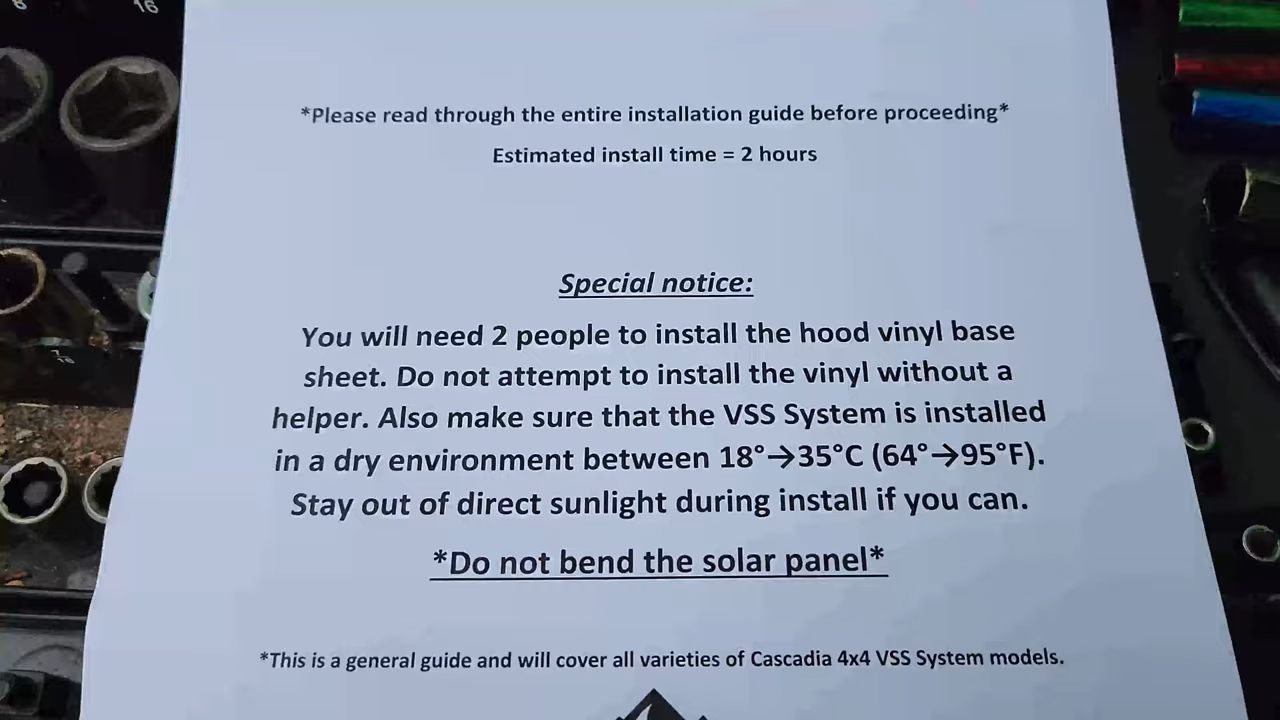 16
*Please read through the entire installation guide before proceeding*
Estimated install time = 2 hours
Special notice:
You will need 2 people to install the hood vinyl base
sheet. Do not attempt to install the vinyl without a
helper. Also make sure that the VSS System is installed
in a dry environment between 18°→35°C (64°→95°F).
Stay out of direct sunlight during install if you can.
*Do not bend the solar panel*
*This is a general guide and will cover all varieties of Cascadia 4x4 VSS System models.